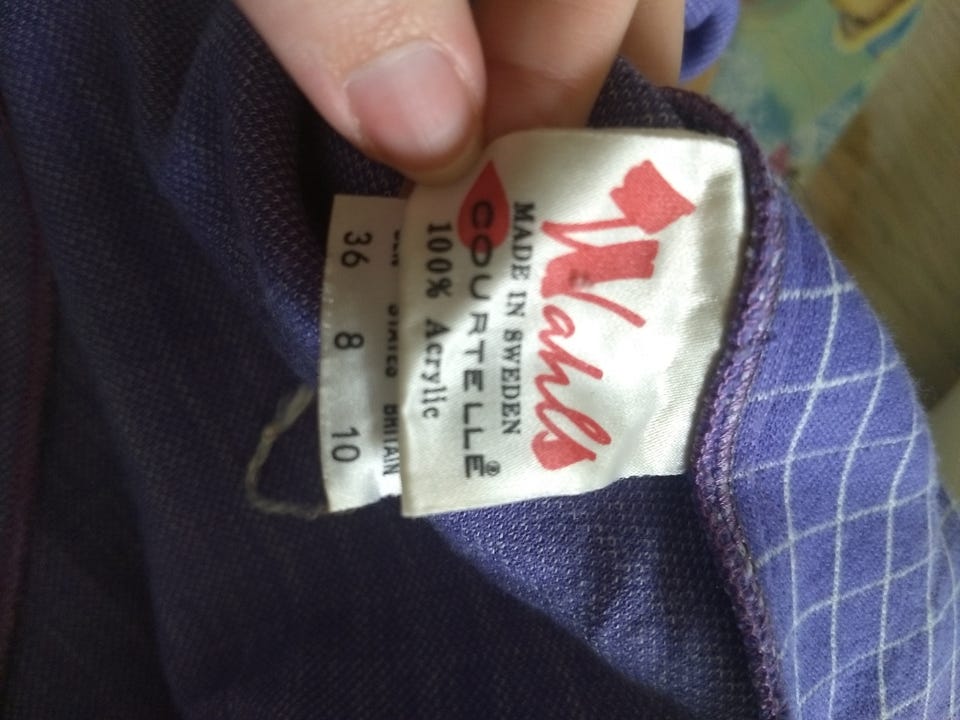 Wahls
MADE IN SWEDEN
COURTELLE®
100% Acrylic
BRITAIN
36 8 10